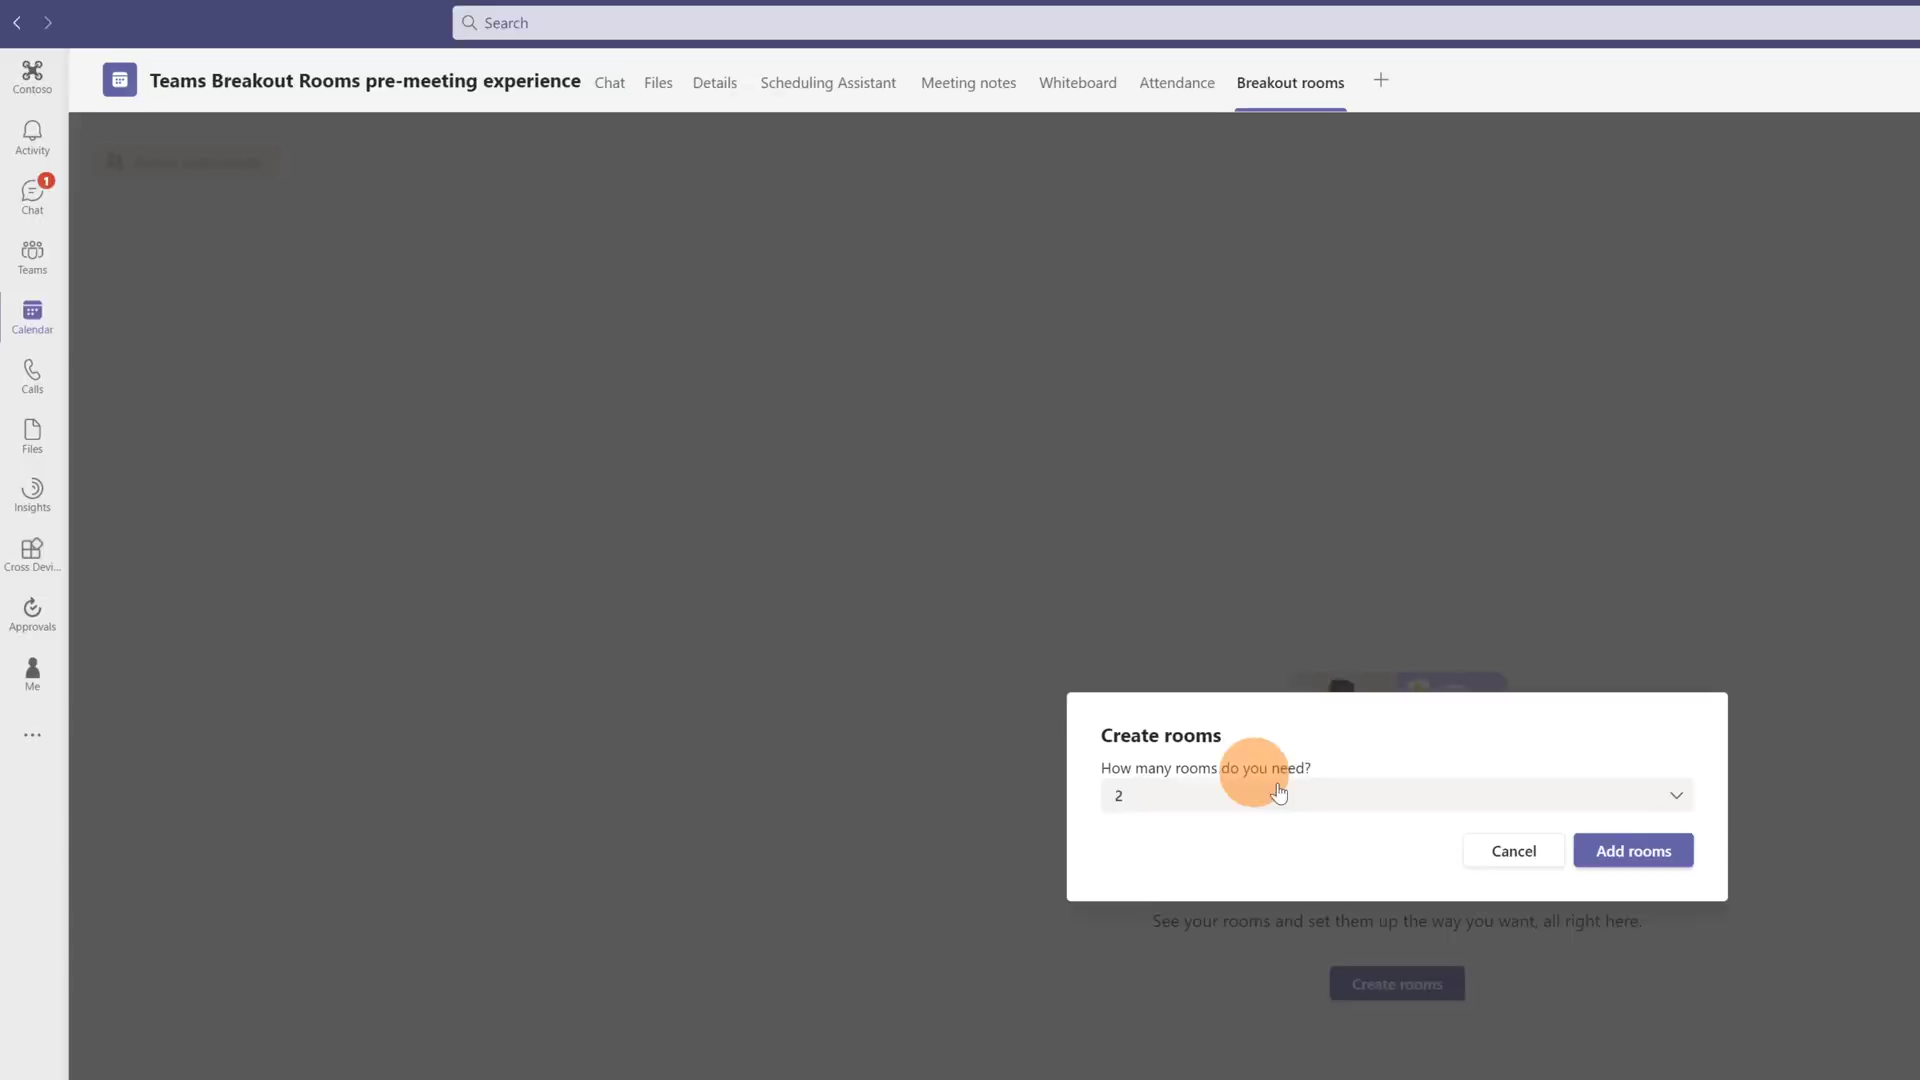 Search
Teams Breakout Rooms pre-meeting experience Chat Files Details Scheduling Assistant Meeting notes Whiteboard Attendance Breakout rooms
Contoso
Activity
1
Chat
Teams
Calendar
Calls
Files
Insights
Cross Devi...
Approvals
Me
Create rooms
How many rooms do you need?
2
Cancel Add rooms
See your rooms and set them up the way you want, all right here.
Create rooms